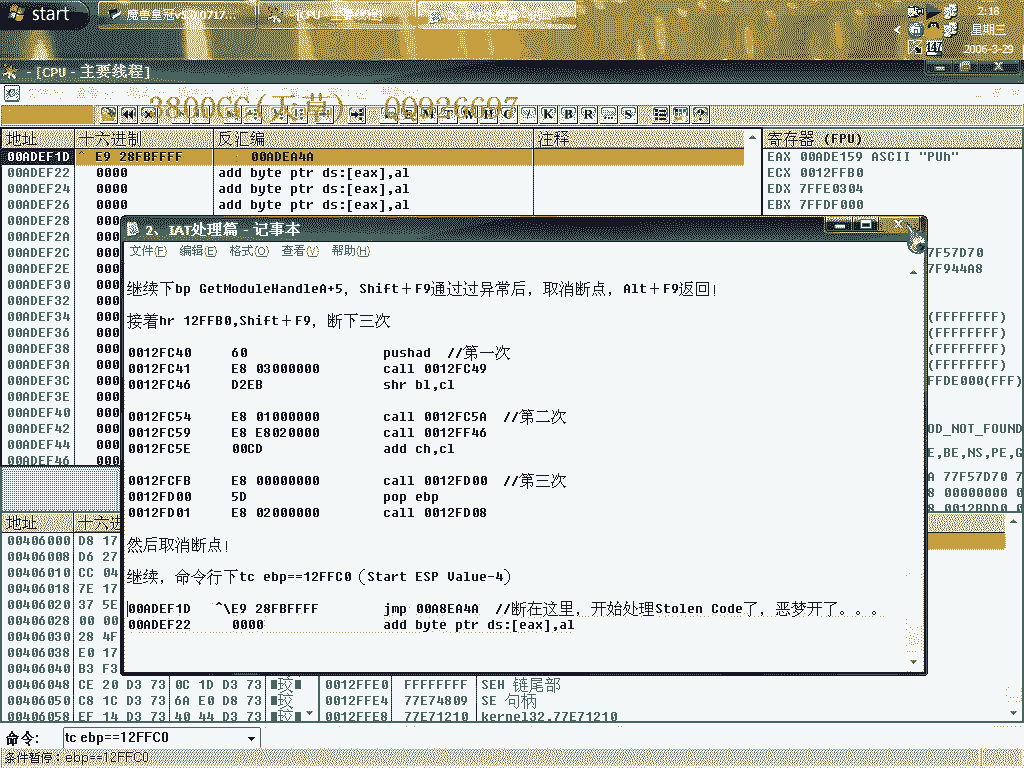 start
2:18
星期三
2006-3-29
147
- [CPU - 主要线程]
3800CC(天草) QQ926697
地址 十六进制 反汇编 注释 寄存器 (FPU)
00ADEF1D ^ E9 28FBFFFF 00ADEA4A
EAX 00ADE159 ASCII "PUh"
00ADEF22 0000 add byte ptr ds:[eax],al
ECX 0012FFB0
00ADEF24 0000 add byte ptr ds:[eax],al
EDX 7FFE0304
00ADEF26 0000 add byte ptr ds:[eax],al
EBX 7FFDF000
00ADEF28 000
00ADEF2A 000
00ADEF2C 000
7F57D70
00ADEF2E 000
7F944A8
00ADEF30 000
00ADEF32 000
00ADEF34 000
(FFFFFFFF)
00ADEF36 000
(FFFFFFFF)
00ADEF38 000
(FFFFFFFF)
00ADEF3A 000
(FFFFFFFF)
00ADEF3C 000
FFDE000(FFF)
00ADEF3E 000
00ADEF40 000
00ADEF42 000
OD_NOT_FOUND
00ADEF44 000
E,BE,NS,PE,G
00ADEF46 000
A 77F57D70 7
8 00000000 0
8 0012BDD0 0
2、IAT处理篇 - 记事本
文件(F) 编辑(E) 格式(O) 查看(V) 帮助(H)
继续下bp GetModuleHandleA+5，Shift＋F9通过过异常后，取消断点，Alt＋F9返回！
接着hr 12FFB0,Shift＋F9，断下三次
0012FC40 60 pushad //第一次
0012FC41 E8 03000000 call 0012FC49
0012FC46 D2EB shr bl,cl
0012FC54 E8 01000000 call 0012FC5A //第二次
0012FC59 E8 E8020000 call 0012FF46
0012FC5E 00CD add ch,cl
0012FCFB E8 00000000 call 0012FD00 //第三次
0012FD00 5D pop ebp
0012FD01 E8 02000000 call 0012FD08
然后取消断点！
继续，命令行下tc ebp==12FFC0（Start ESP Value-4）
00ADEF1D ^\E9 28FBFFFF jmp 00A8EA4A //断在这里，开始处理Stolen Code了，恶梦开了。。。
00ADEF22 0000 add byte ptr ds:[eax],al
地址 十六进
00406000 D8 17
00406008 D6 27
00406010 CC 04
00406018 7E 17
00406020 37 5E
00406028 00 00
00406030 28 4F
00406038 E0 17
00406040 B3 F3
00406048 CE 20 D3 73 0C 1D D3 73
0012FFE0 FFFFFFFF SEH 链尾部
00406050 C8 1C D3 73 6A E0 D8 73
0012FFE4 77E74809 SE 句柄
00406058 EF 14 D3 73 40 44 D3 73
0012FFE8 77E71210 kernel32.77E71210
命令: tc ebp==12FFC0
条件暂停: ebp==12FFC0